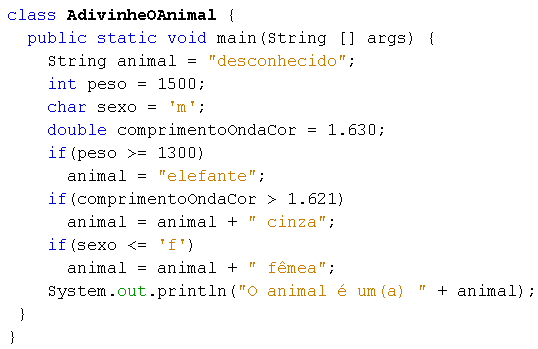 class AdivinheOAnimal {
  public static void main(String [] args) {
    String animal = "desconhecido";
    int peso = 1500;
    char sexo = 'm';
    double comprimentoOndaCor = 1.630;
    if(peso >= 1300)
      animal = "elefante";
    if(comprimentoOndaCor > 1.621)
      animal = animal + " cinza";
    if(sexo <= 'f')
      animal = animal + " fêmea";
    System.out.println("O animal é um(a) " + animal);
 }
}